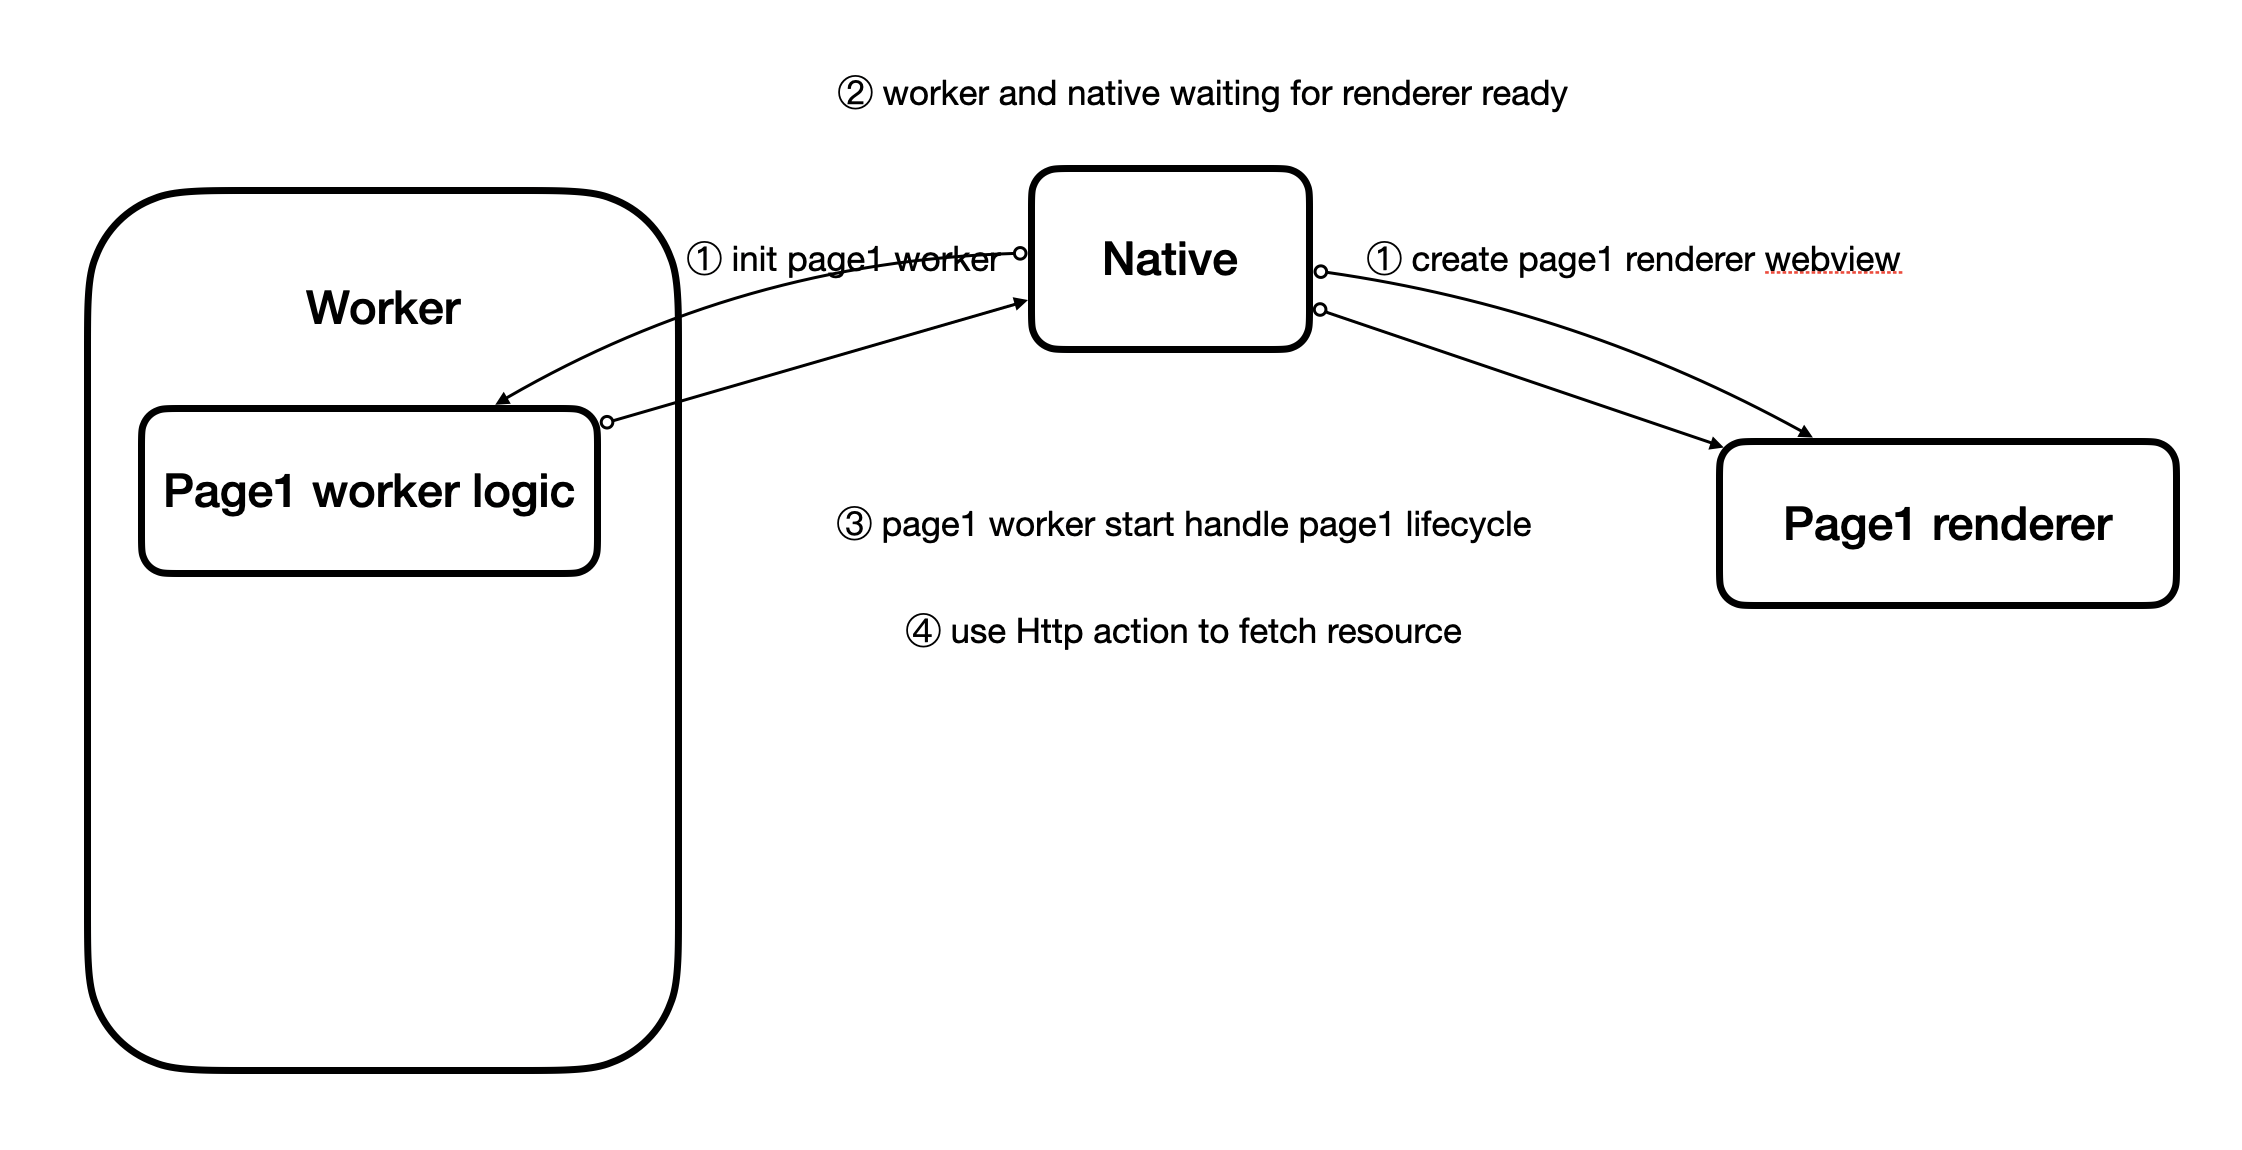 ② worker and native waiting for renderer ready
① init page1 worker
Native
① create page1 renderer webview
Worker
Page1 worker logic
③ page1 worker start handle page1 lifecycle
Page1 renderer
④ use Http action to fetch resource